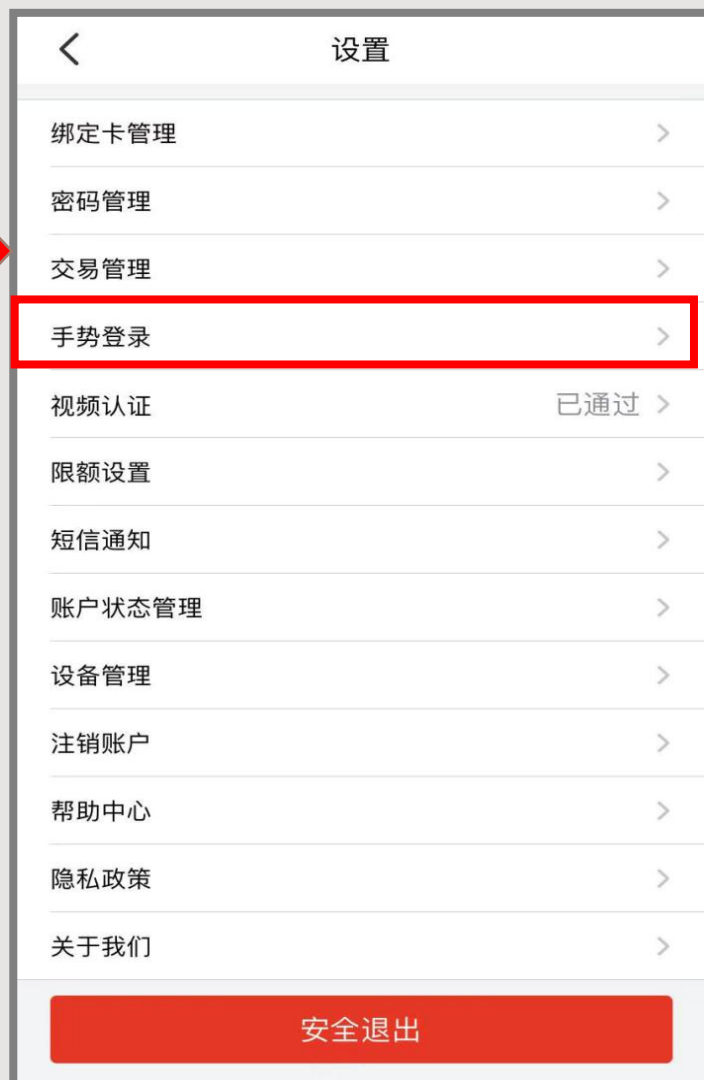 设置
绑定卡管理
密码管理
交易管理
手势登录
视频认证 已通过
限额设置
短信通知
账户状态管理
设备管理
注销账户
帮助中心
隐私政策
关于我们
安全退出